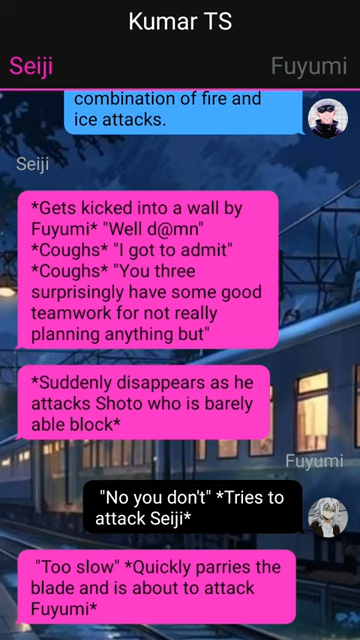 Kumar TS
Seiji
Fuyumi
combination of fire and
ice attacks.
Seiji
*Gets kicked into a wall by
Fuyumi* "Well d@mn"
*Coughs* "I got to admit"
*Coughs* "You three
surprisingly have some good
teamwork for not really
planning anything but"
*Suddenly disappears as he
attacks Shoto who is barely
able block*
Fuyumi
"No you don't" *Tries to
attack Seiji*
"Too slow" *Quickly parries the
blade and is about to attack
Fuyumi*